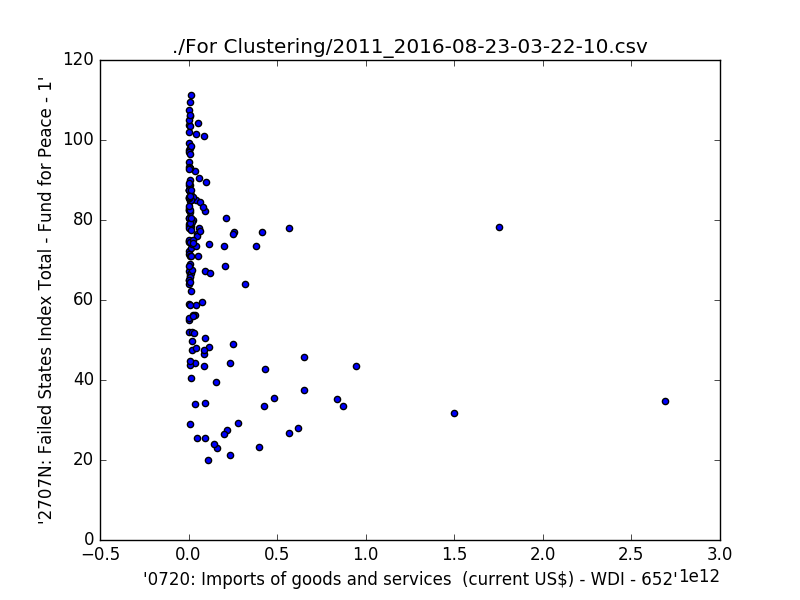 ./For Clustering/2011_2016-08-23-03-22-10.csv
'2707N: Failed States Index Total - Fund for Peace - 1'
120
100
80
60
40
20
0
−0.5 0.0 0.5 1.0 1.5 2.0 2.5 3.0
'0720: Imports of goods and services  (current US$) - WDI - 652' 1e12